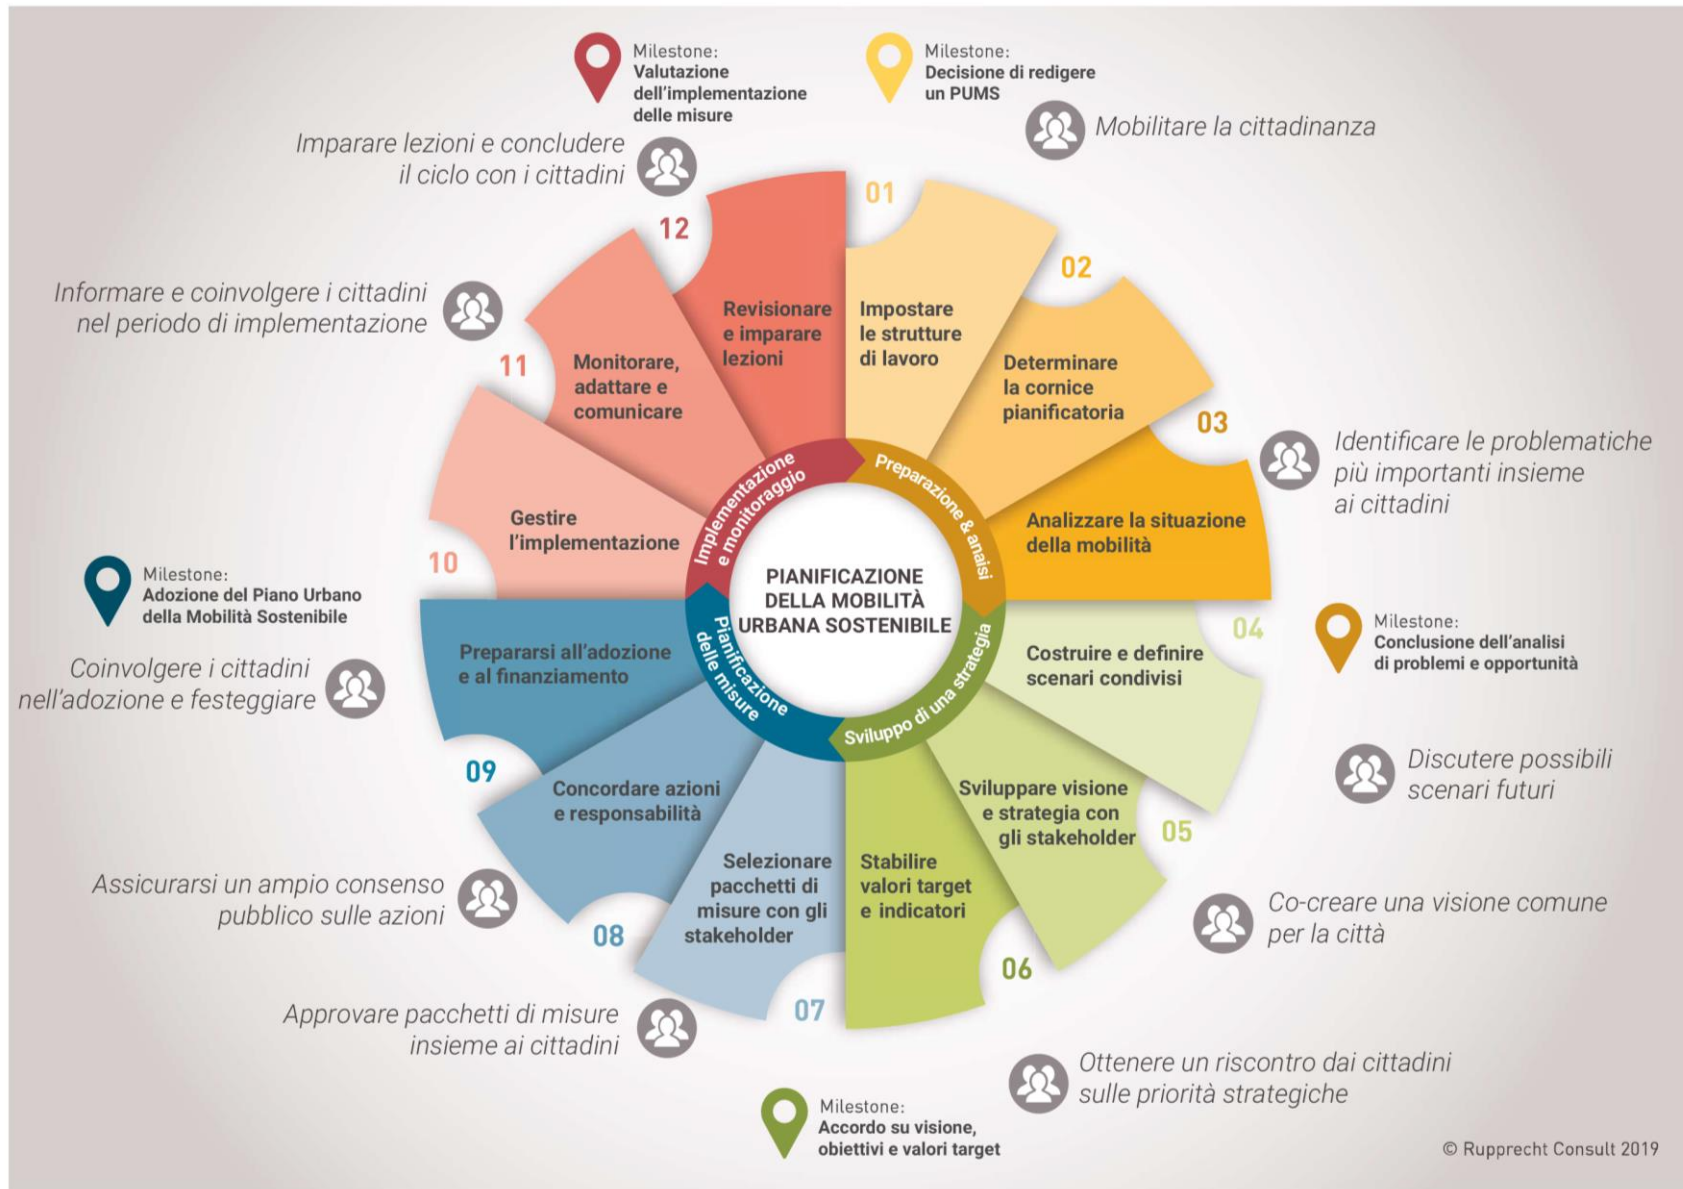 Milestone:
Valutazione
dell'implementazione
delle misure
Milestone:
Decisione di redigere
un PUMS
Mobilitare la cittadinanza
Imparare lezioni e concludere
il ciclo con i cittadini
Informare e coinvolgere i cittadini
nel periodo di implementazione
01
Impostare
le strutture
di lavoro
02
Determinare
la cornice
pianificatoria
03
Analizzare la situazione
della mobilità
Identificare le problematiche
più importanti insieme
ai cittadini
Milestone:
Conclusione dell'analisi
di problemi e opportunità
04
Costruire e definire
scenari condivisi
Discutere possibili
scenari futuri
05
Sviluppare visione
e strategia con
gli stakeholder
Co-creare una visione comune
per la città
06
Stabilire
valori target
e indicatori
Ottenere un riscontro dai cittadini
sulle priorità strategiche
Milestone:
Accordo su visione,
obiettivi e valori target
07
Selezionare
pacchetti di
misure con gli
stakeholder
Approvare pacchetti di misure
insieme ai cittadini
08
Concordare azioni
e responsabilità
Assicurarsi un ampio consenso
pubblico sulle azioni
09
Prepararsi all'adozione
e al finanziamento
Coinvolgere i cittadini
nell'adozione e festeggiare
Milestone:
Adozione del Piano Urbano
della Mobilità Sostenibile
10
Gestire
l'implementazione
11
Monitorare,
adattare e
comunicare
12
Revisionare
e imparare
lezioni
Preparazione & anaisi
Sviluppo di una strategia
Pianificazione
delle misure
Implementazione
e monitoraggio
PIANIFICAZIONE
DELLA MOBILITÀ
URBANA SOSTENIBILE
© Rupprecht Consult 2019